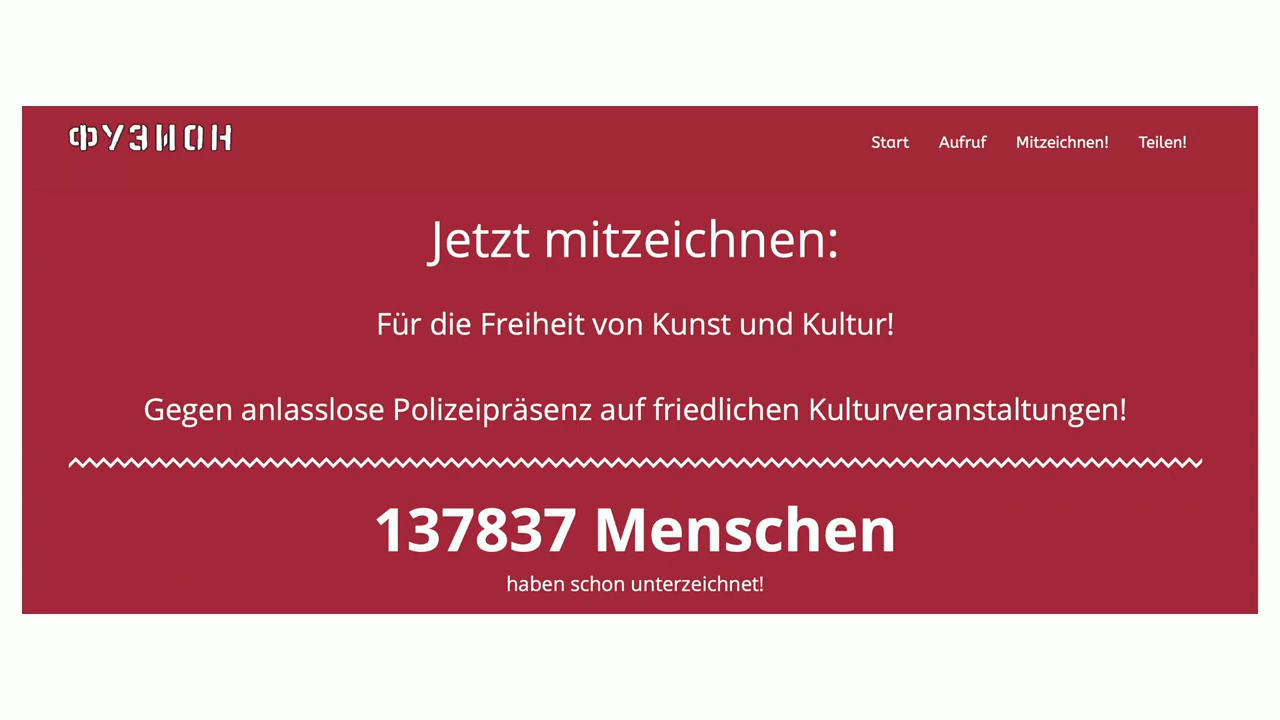 ФУЗИОН
Start Aufruf Mitzeichnen! Teilen!
Jetzt mitzeichnen:
Für die Freiheit von Kunst und Kultur!
Gegen anlasslose Polizeipräsenz auf friedlichen Kulturveranstaltungen!
137837 Menschen
haben schon unterzeichnet!